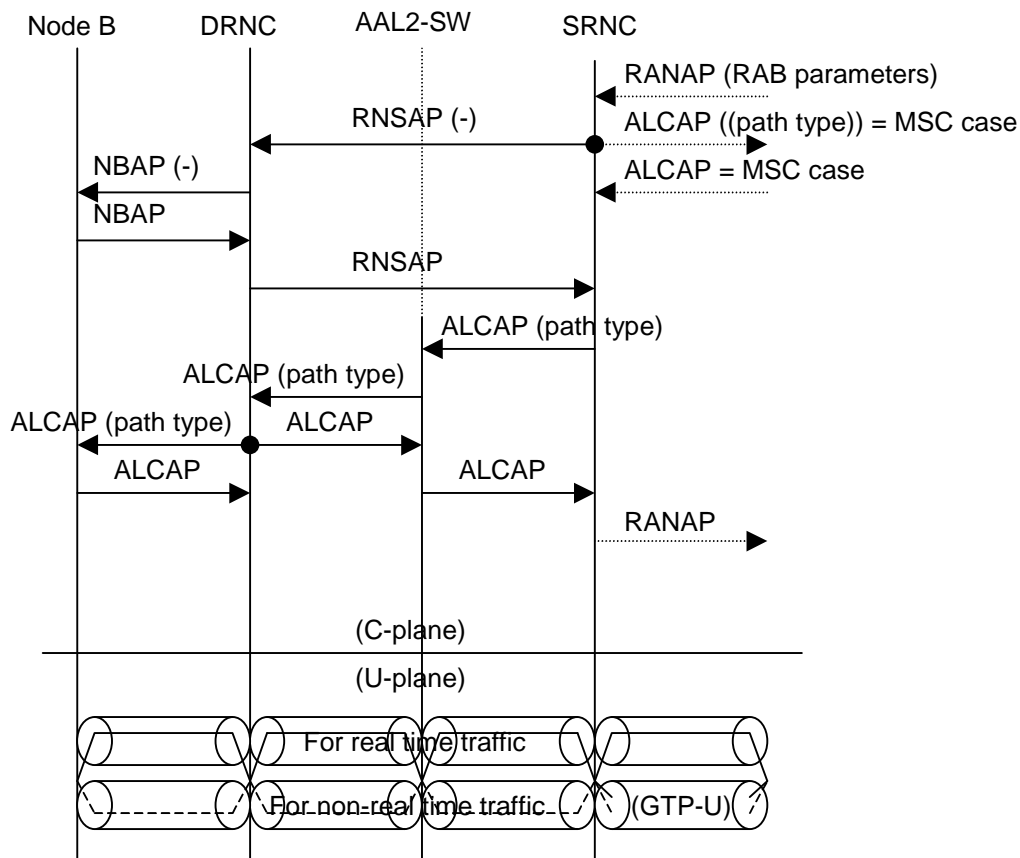 Node B
DRNC
AAL2-SW
SRNC
RANAP (RAB parameters)
RNSAP (-)
ALCAP ((path type)) = MSC case
NBAP (-)
ALCAP = MSC case
NBAP
RNSAP
ALCAP (path type)
ALCAP (path type)
ALCAP (path type)
ALCAP
ALCAP
ALCAP
RANAP
(C-plane)
(U-plane)
For real time traffic
For non-real time traffic
(GTP-U)